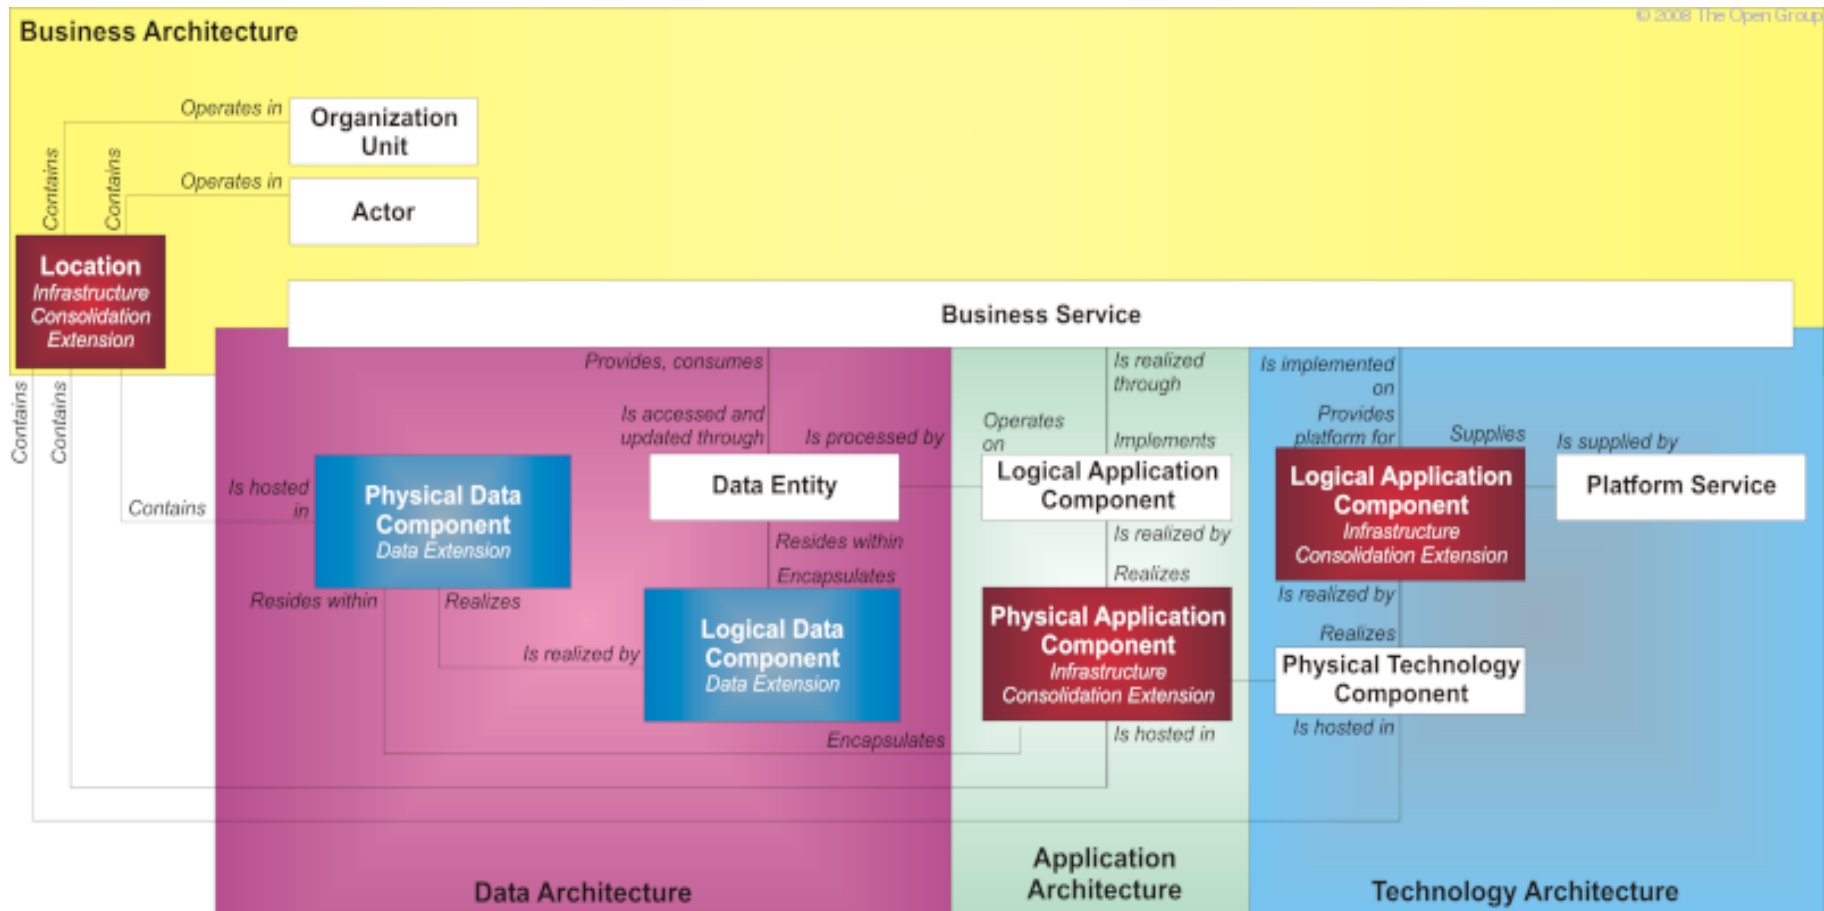 © 2008 The Open Group
Business Architecture
Operates in
Organization
Unit
Contains
Contains
Operates in
Actor
Location
Infrastructure
Consolidation
Extension
Business Service
Provides, consumes
Is realized
through
Is implemented
on
Contains
Contains
Is accessed and
updated through
Is processed by
Operates
on
Implements
Provides
platform for
Supplies
Is supplied by
Contains
Is hosted
in
Physical Data
Component
Data Extension
Data Entity
Logical Application
Component
Logical Application
Component
Infrastructure
Consolidation Extension
Platform Service
Resides within
Is realized by
Encapsulates
Realizes
Resides within
Realizes
Is realized by
Is realized by
Logical Data
Component
Data Extension
Physical Application
Component
Infrastructure
Consolidation Extension
Realizes
Physical Technology
Component
Encapsulates
Is hosted in
Is hosted in
Data Architecture
Application
Architecture
Technology Architecture